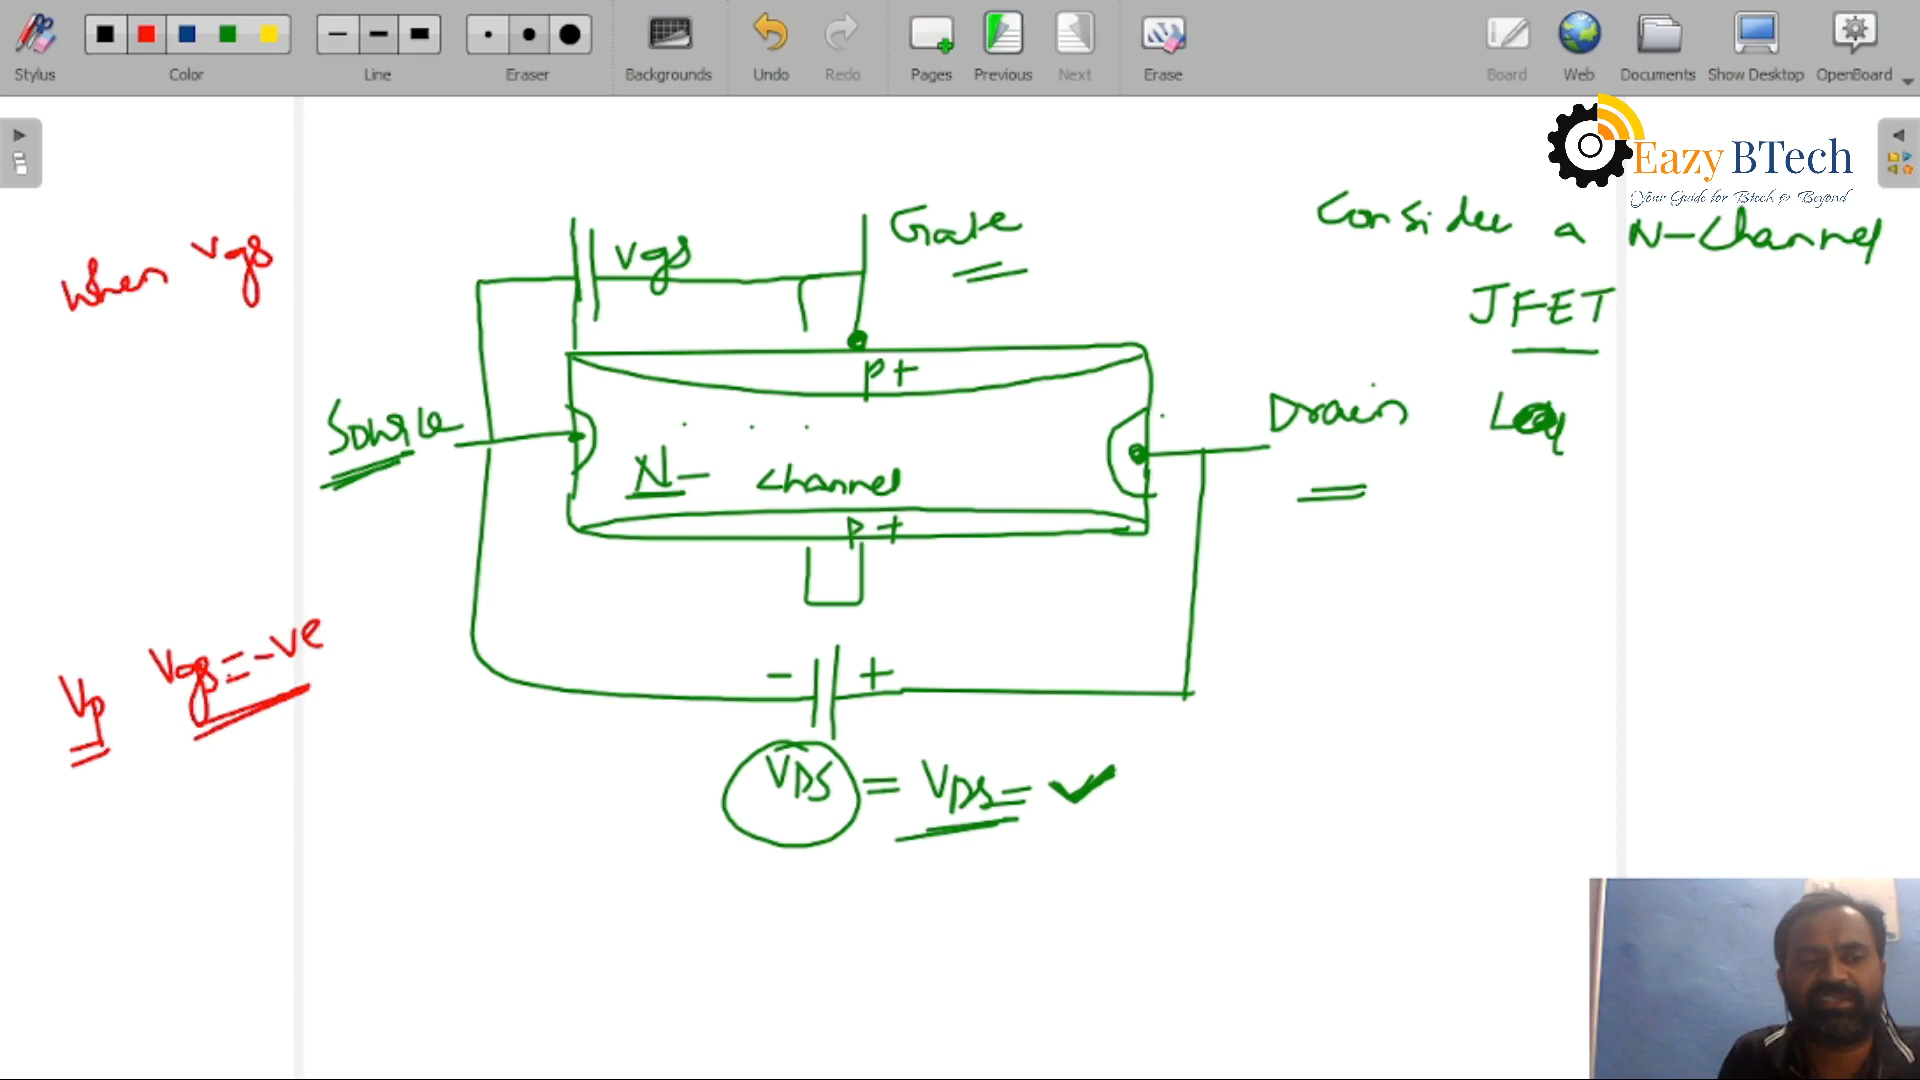 Stylus
Color
Line
Eraser
Backgrounds
Undo
Redo
Pages
Previous
Next
Erase
Board
Web
Documents
Show Desktop
OpenBoard
Eazy BTech
Your Guide for Btech & Beyond
Consider a N-Channel
JFET
when Vgs
Vgs
Gate
P+
Source
Drain
N- channel
P+
Vgs = -ve
Vp
- +
VDS = VDS =